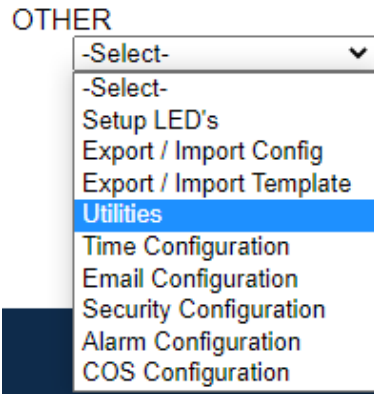 OTHER
-Select-
-Select-
Setup LED's
Export / Import Config
Export / Import Template
Utilities
Time Configuration
Email Configuration
Security Configuration
Alarm Configuration
COS Configuration